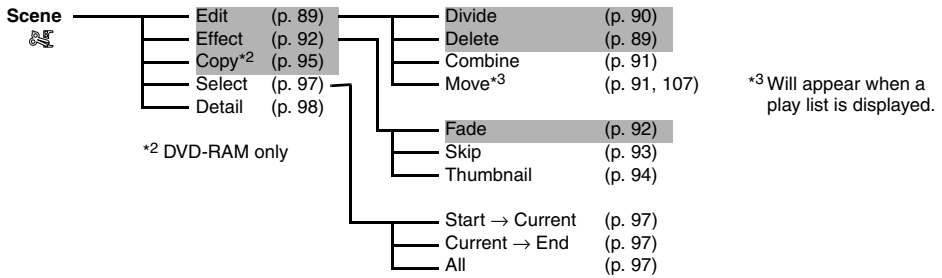 Scene
Edit (p. 89)
Effect (p. 92)
Copy*2 (p. 95)
Select (p. 97)
Detail (p. 98)
*2 DVD-RAM only
Divide (p. 90)
Delete (p. 89)
Combine (p. 91)
Move*3 (p. 91, 107)
*3 Will appear when a
play list is displayed.
Fade (p. 92)
Skip (p. 93)
Thumbnail (p. 94)
Start → Current (p. 97)
Current → End (p. 97)
All (p. 97)